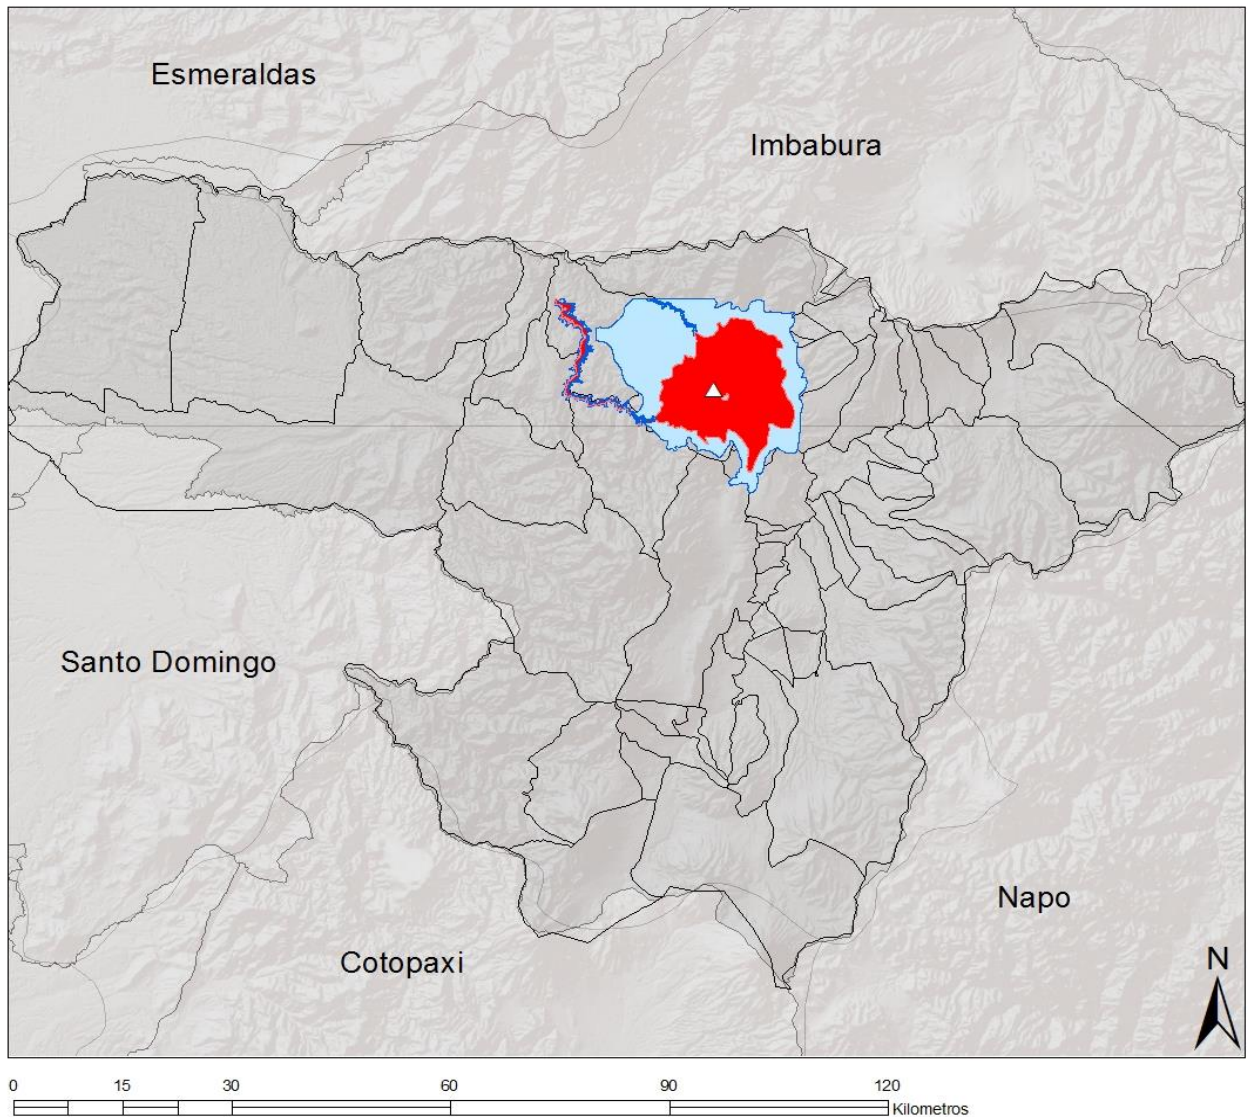 Esmeraldas
Imbabura
Santo Domingo
Napo
Cotopaxi
N
0 15 30 60 90 120
Kilometros